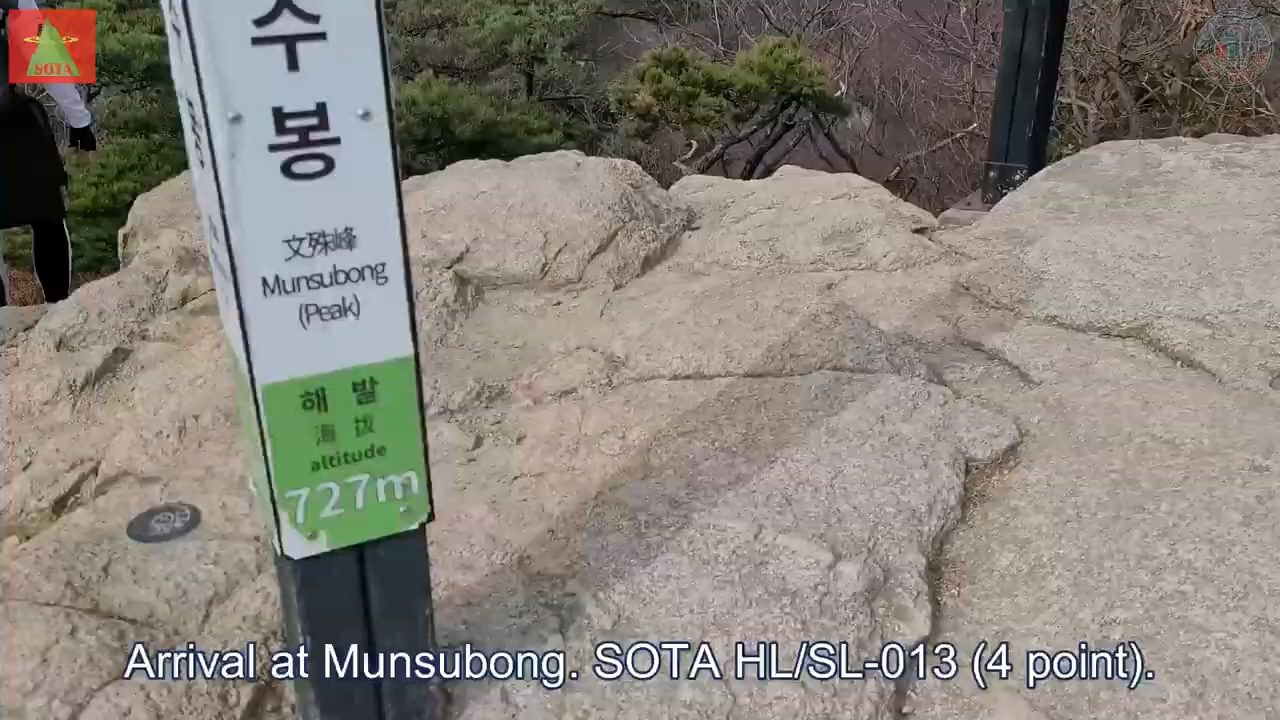 SOTA
수
봉
文殊峰
Munsubong
(Peak)
해 발
海 拔
altitude
727m
Arrival at Munsubong. SOTA HL/SL-013 (4 point).